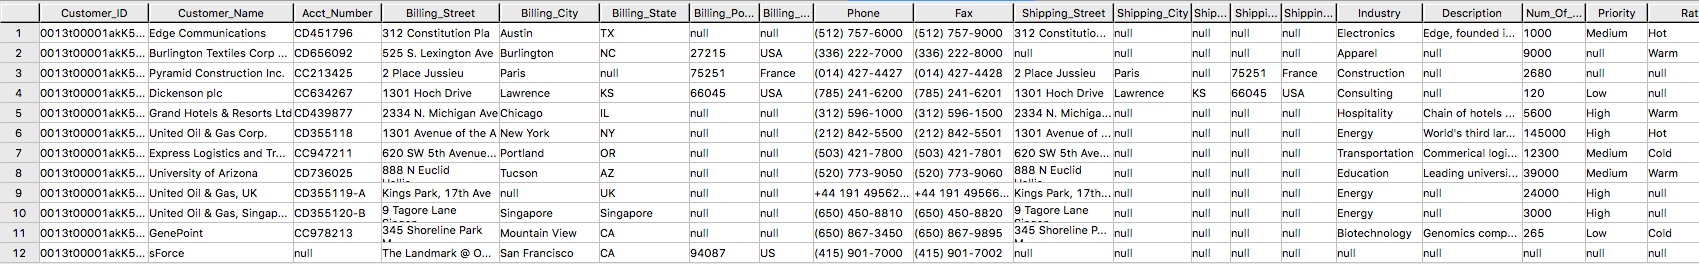 Customer_ID Customer_Name Acct_Number Billing_Street Billing_City Billing_State Billing_Po... Billing_... Phone Fax Shipping_Street Shipping_City Ship... Shippi... Shippin... Industry Description Num_Of_... Priority Rat
1 0013t00001akK5... Edge Communications CD451796 312 Constitution Pla Austin TX null null (512) 757-6000 (512) 757-9000 312 Constitutio... null null null null Electronics Edge, founded i... 1000 Medium Hot
2 0013t00001akK5... Burlington Textiles Corp ... CD656092 525 S. Lexington Ave Burlington NC 27215 USA (336) 222-7000 (336) 222-8000 null null null null null Apparel null 9000 null Warm
3 0013t00001akK5... Pyramid Construction Inc. CC213425 2 Place Jussieu Paris null 75251 France (014) 427-4427 (014) 427-4428 2 Place Jussieu Paris null 75251 France Construction null 2680 null null
4 0013t00001akK5... Dickenson plc CC634267 1301 Hoch Drive Lawrence KS 66045 USA (785) 241-6200 (785) 241-6201 1301 Hoch Drive Lawrence KS 66045 USA Consulting null 120 Low null
5 0013t00001akK5... Grand Hotels & Resorts Ltd CD439877 2334 N. Michigan Ave Chicago IL null null (312) 596-1000 (312) 596-1500 2334 N. Michiga... null null null null Hospitality Chain of hotels ... 5600 High Warm
6 0013t00001akK5... United Oil & Gas Corp. CD355118 1301 Avenue of the A New York NY null null (212) 842-5500 (212) 842-5501 1301 Avenue of ... null null null null Energy World's third lar... 145000 High Hot
7 0013t00001akK5... Express Logistics and Tr... CC947211 620 SW 5th Avenue... Portland OR null null (503) 421-7800 (503) 421-7801 620 SW 5th Ave... null null null null Transportation Commerical logi... 12300 Medium Cold
8 0013t00001akK5... University of Arizona CD736025 888 N Euclid Tucson AZ null null (520) 773-9050 (520) 773-9060 888 N Euclid null null null null Education Leading universi... 39000 Medium Warm
9 0013t00001akK5... United Oil & Gas, UK CD355119-A Kings Park, 17th Ave null UK null null +44 191 49562... +44 191 49566... Kings Park, 17th... null null null null Energy null 24000 High null
10 0013t00001akK5... United Oil & Gas, Singap... CD355120-B 9 Tagore Lane Singapore Singapore null null (650) 450-8810 (650) 450-8820 9 Tagore Lane null null null null Energy null 3000 High null
11 0013t00001akK5... GenePoint CC978213 345 Shoreline Park Mountain View CA null null (650) 867-3450 (650) 867-9895 345 Shoreline P... null null null null Biotechnology Genomics comp... 265 Low Cold
12 0013t00001akK5... sForce null The Landmark @ O... San Francisco CA 94087 US (415) 901-7000 (415) 901-7002 null null null null null null null null null null